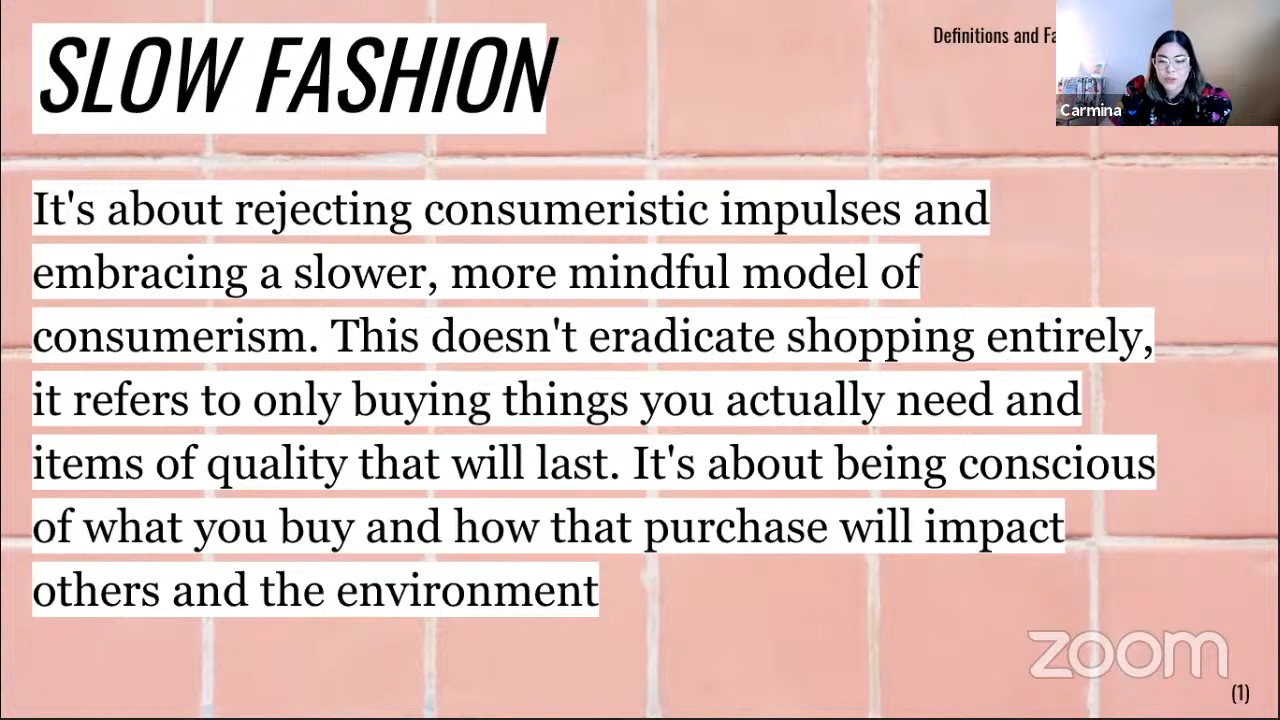 SLOW FASHION
Definitions and Fa
Carmina
It's about rejecting consumeristic impulses and
embracing a slower, more mindful model of
consumerism. This doesn't eradicate shopping entirely,
it refers to only buying things you actually need and
items of quality that will last. It's about being conscious
of what you buy and how that purchase will impact
others and the environment
zoom
(1)